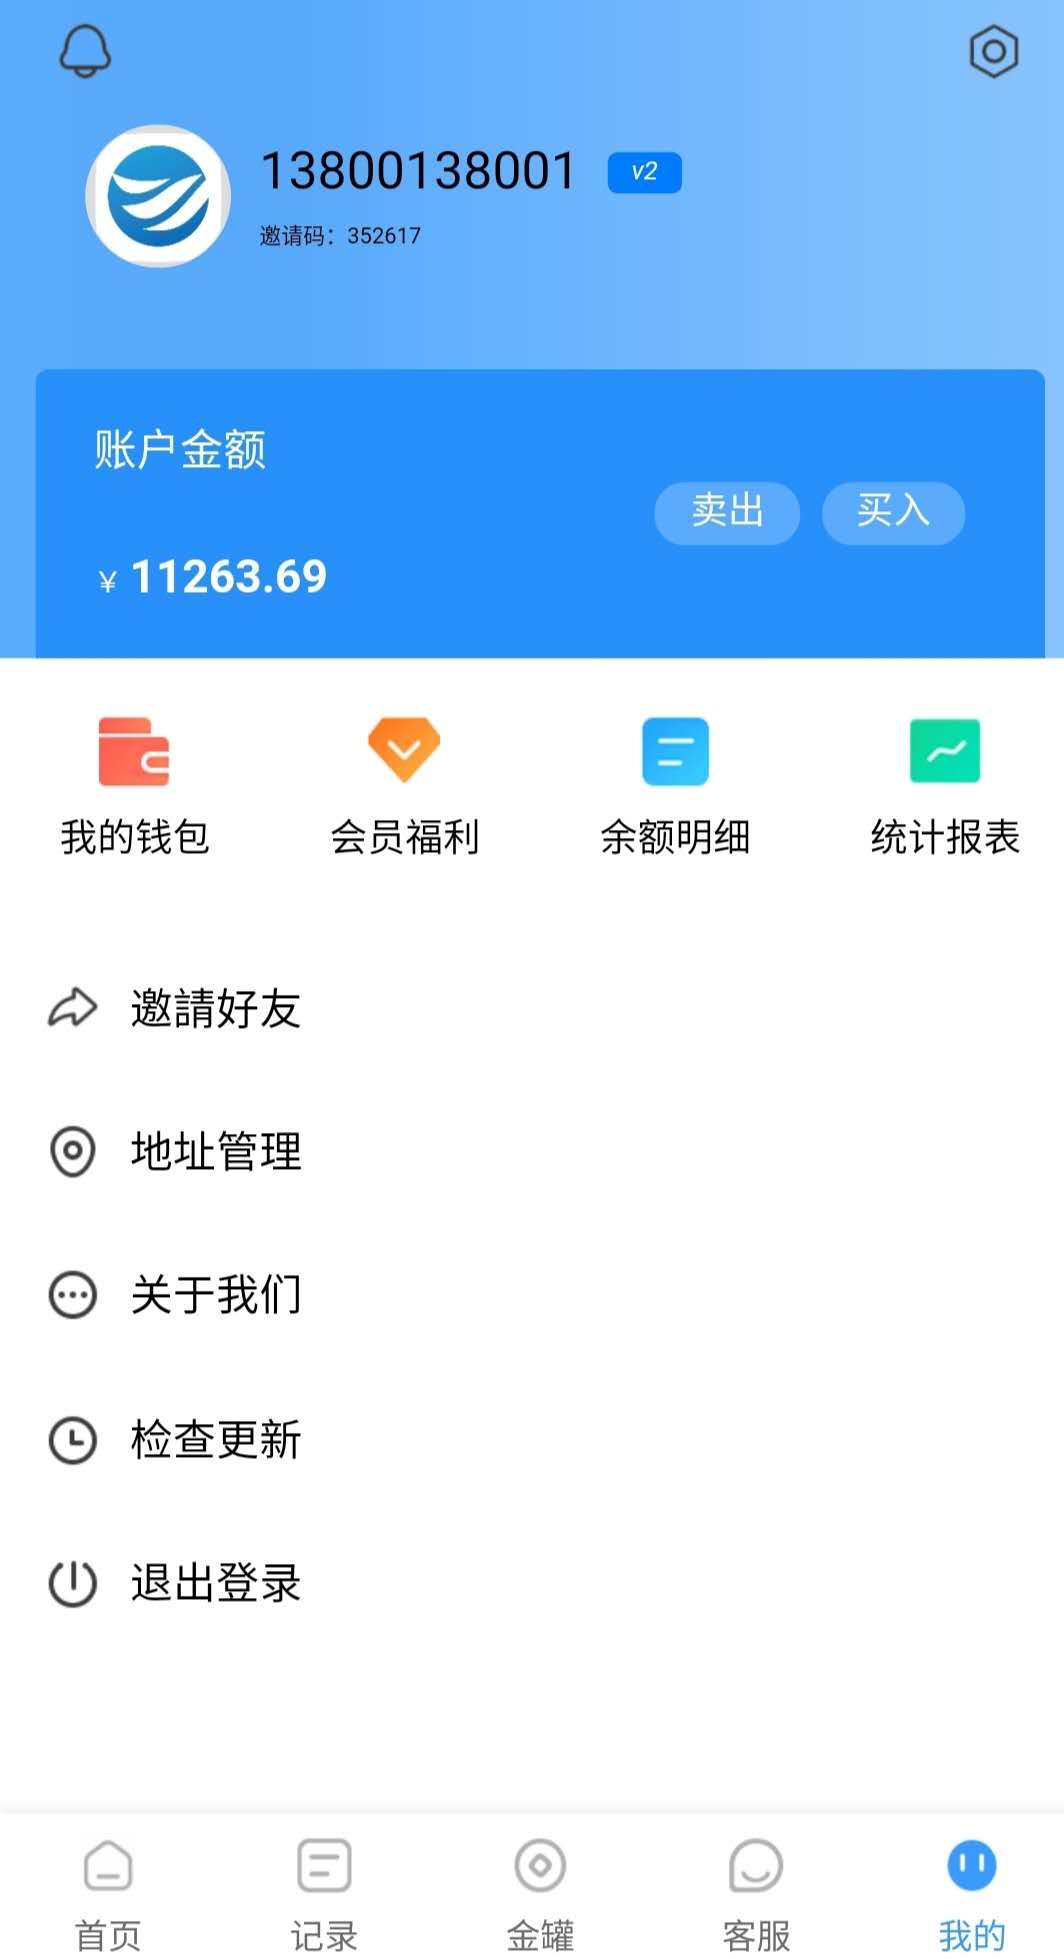 13800138001
v2
邀请码：352617
账户金额
卖出
买入
¥ 11263.69
我的钱包
会员福利
余额明细
统计报表
邀請好友
地址管理
关于我们
检查更新
退出登录
首页
记录
金罐
客服
我的